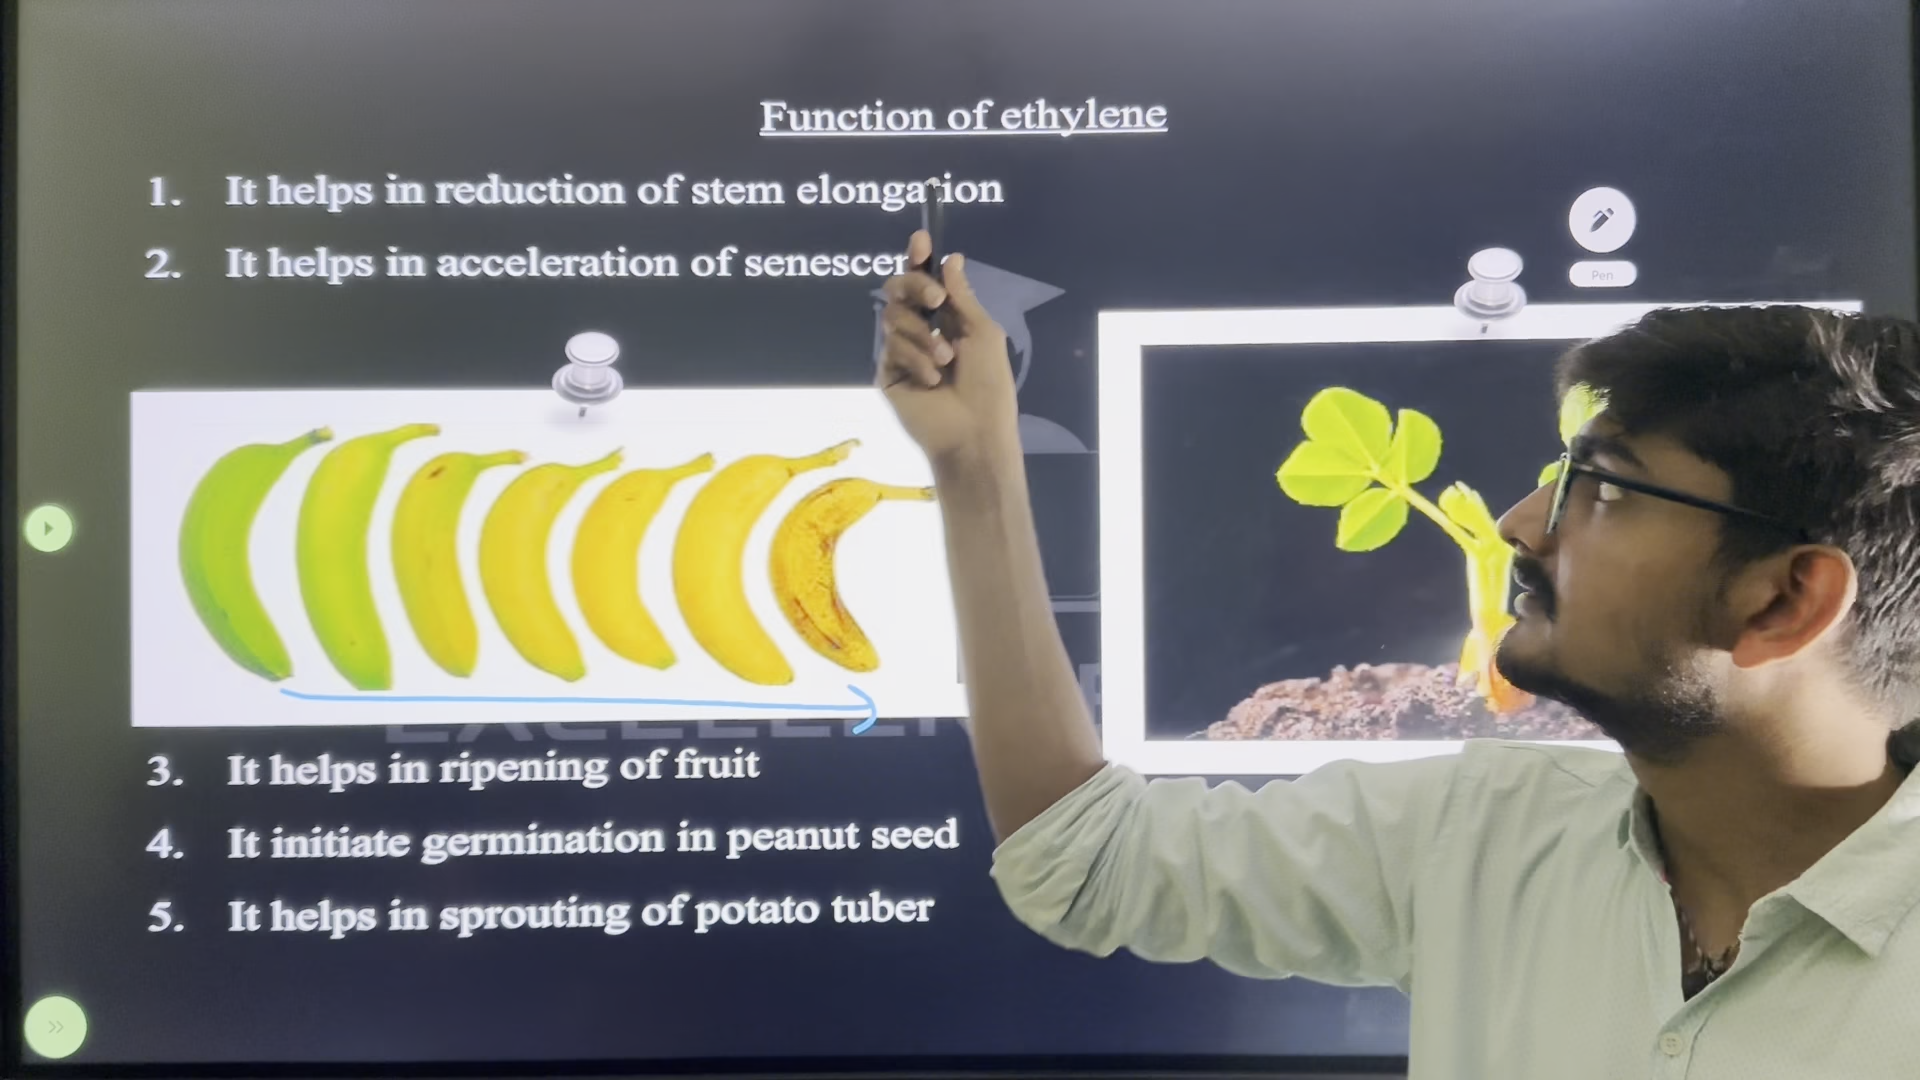 Function of ethylene
1. It helps in reduction of stem elongation
2. It helps in acceleration of
Pen
3. It helps in ripening of fruit
4. It initiate germination in peanut seed
5. It helps in sprouting of potato tuber